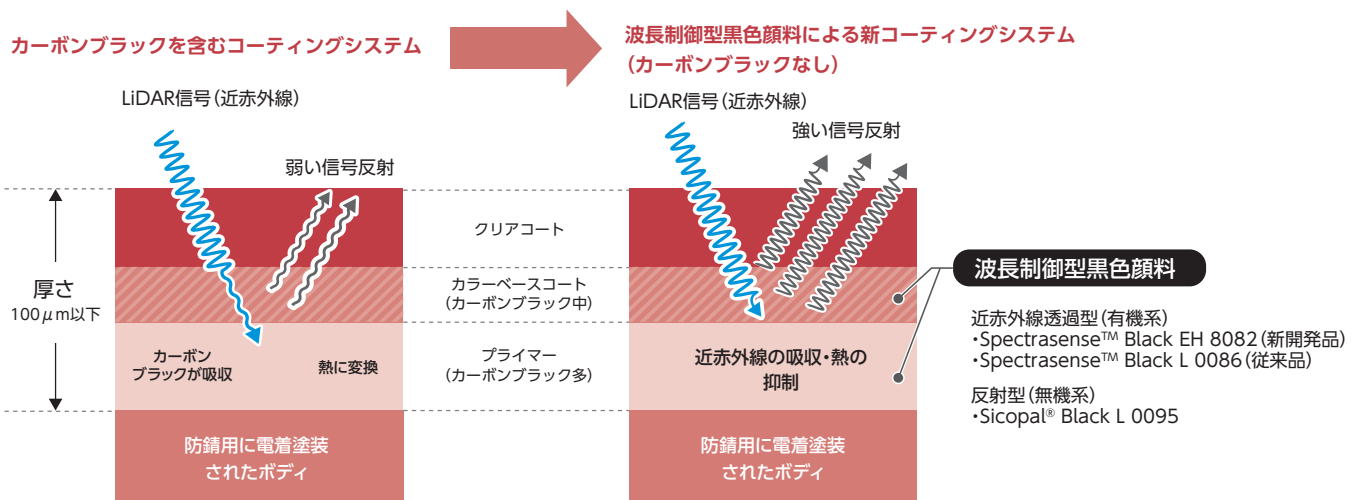 カーボンブラックを含むコーティングシステム
波長制御型黒色顔料による新コーティングシステム
(カーボンブラックなし)
LiDAR信号(近赤外線)
弱い信号反射
厚さ
100μm以下
カーボン
ブラックが吸収
熱に変換
防錆用に電着塗装
されたボディ
クリアコート
カラーベースコート
(カーボンブラック中)
プライマー
(カーボンブラック多)
LiDAR信号(近赤外線)
強い信号反射
近赤外線の吸収・熱の
抑制
防錆用に電着塗装
されたボディ
波長制御型黒色顔料
近赤外線透過型(有機系)
・Spectrasense™ Black EH 8082(新開発品)
・Spectrasense™ Black L 0086(従来品)
反射型(無機系)
・Sicopal® Black L 0095